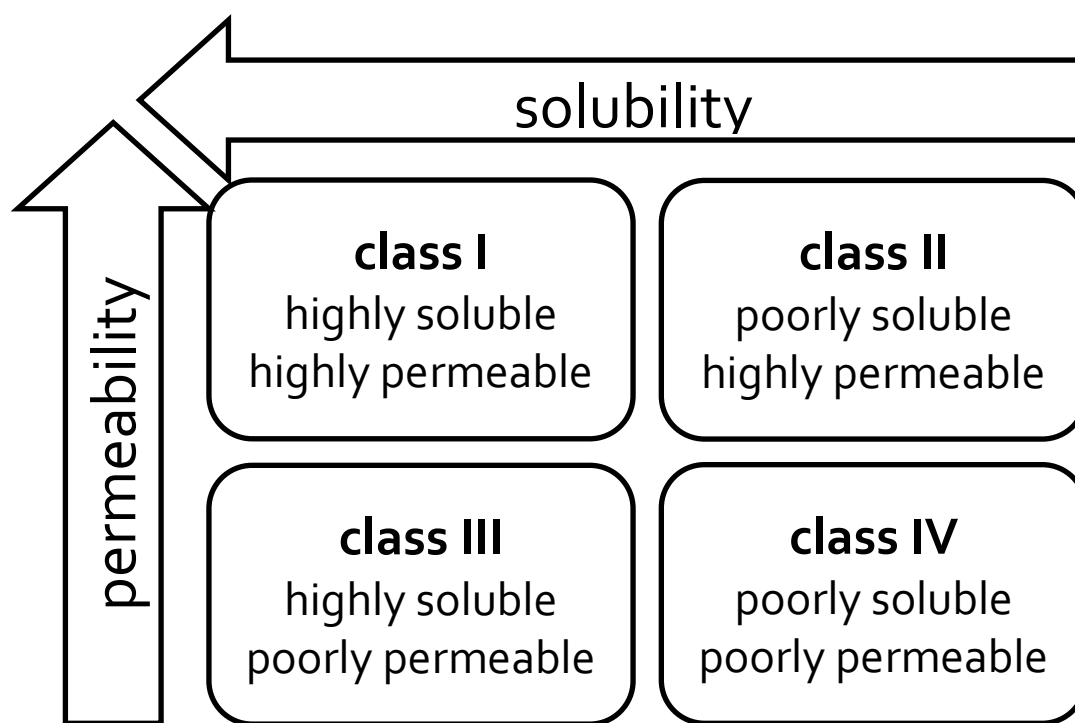 solubility
permeability
class I
highly soluble
highly permeable
class II
poorly soluble
highly permeable
class III
highly soluble
poorly permeable
class IV
poorly soluble
poorly permeable